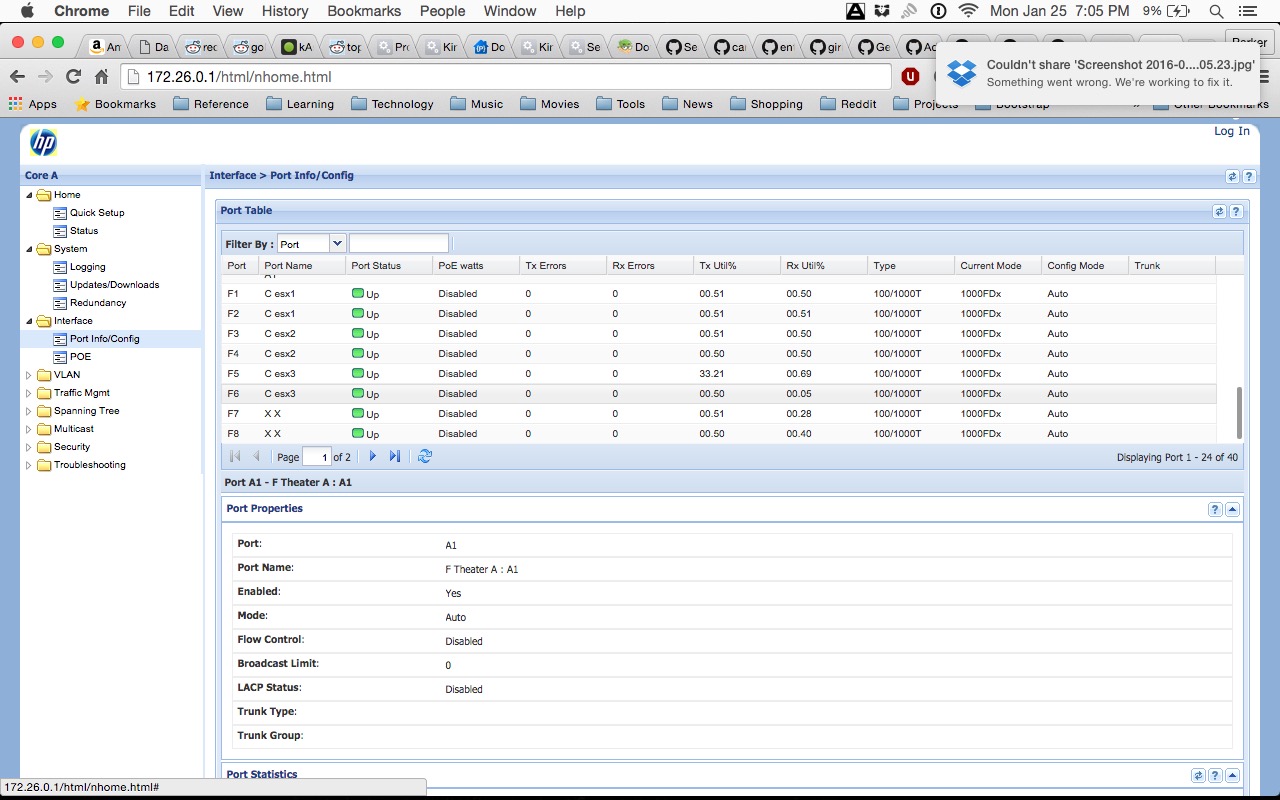 Chrome File Edit View History Bookmarks People Window Help Mon Jan 25 7:05 PM 9%
An Da rec go kA top Pro Kir Do Kir Se Do Se ca en gir Ge Ac Parker
172.26.0.1/html/nhome.html
Couldn't share 'Screenshot 2016-0....05.23.jpg'
Something went wrong. We're working to fix it.
Apps Bookmarks Reference Learning Technology Music Movies Tools News Shopping Reddit Projects Bootstrap » Other Bookmarks
hp
Log In
Core A
Home
Quick Setup
Status
System
Logging
Updates/Downloads
Redundancy
Interface
Port Info/Config
POE
VLAN
Traffic Mgmt
Spanning Tree
Multicast
Security
Troubleshooting
Interface > Port Info/Config
Port Table
Filter By : Port
Port Port Name Port Status PoE watts Tx Errors Rx Errors Tx Util% Rx Util% Type Current Mode Config Mode Trunk
F1 C esx1 Up Disabled 0 0 00.51 00.50 100/1000T 1000FDx Auto
F2 C esx1 Up Disabled 0 0 00.51 00.51 100/1000T 1000FDx Auto
F3 C esx2 Up Disabled 0 0 00.51 00.50 100/1000T 1000FDx Auto
F4 C esx2 Up Disabled 0 0 00.50 00.50 100/1000T 1000FDx Auto
F5 C esx3 Up Disabled 0 0 33.21 00.69 100/1000T 1000FDx Auto
F6 C esx3 Up Disabled 0 0 00.50 00.05 100/1000T 1000FDx Auto
F7 X X Up Disabled 0 0 00.51 00.28 100/1000T 1000FDx Auto
F8 X X Up Disabled 0 0 00.50 00.40 100/1000T 1000FDx Auto
Page 1 of 2 Displaying Port 1 - 24 of 40
Port A1 - F Theater A : A1
Port Properties
Port: A1
Port Name: F Theater A : A1
Enabled: Yes
Mode: Auto
Flow Control: Disabled
Broadcast Limit: 0
LACP Status: Disabled
Trunk Type:
Trunk Group:
Port Statistics
172.26.0.1/html/nhome.html#